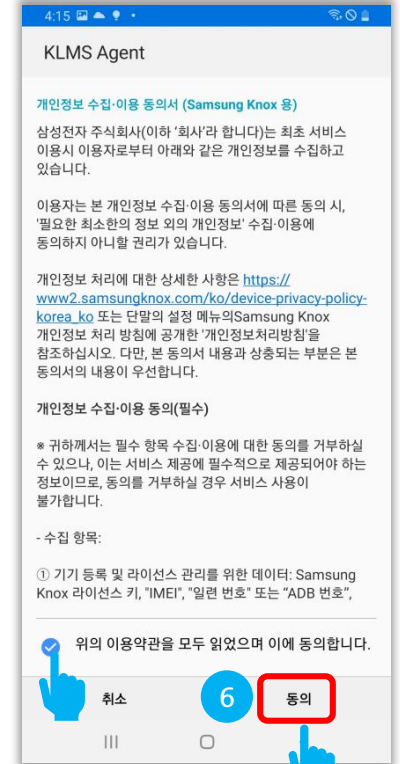 4:15
KLMS Agent
개인정보 수집·이용 동의서 (Samsung Knox 용)
삼성전자 주식회사(이하 '회사'라 합니다)는 최초 서비스
이용시 이용자로부터 아래와 같은 개인정보를 수집하고
있습니다.
이용자는 본 개인정보 수집·이용 동의서에 따른 동의 시,
'필요한 최소한의 정보 외의 개인정보' 수집·이용에
동의하지 아니할 권리가 있습니다.
개인정보 처리에 대한 상세한 사항은 https://
www2.samsungknox.com/ko/device-privacy-policy-
korea_ko 또는 단말의 설정 메뉴의Samsung Knox
개인정보 처리 방침에 공개한 '개인정보처리방침'을
참조하십시오. 다만, 본 동의서 내용과 상충되는 부분은 본
동의서의 내용이 우선합니다.
개인정보 수집·이용 동의(필수)
※ 귀하께서는 필수 항목 수집·이용에 대한 동의를 거부하실
수 있으나, 이는 서비스 제공에 필수적으로 제공되어야 하는
정보이므로, 동의를 거부하실 경우 서비스 사용이
불가합니다.
- 수집 항목:
① 기기 등록 및 라이선스 관리를 위한 데이터: Samsung
Knox 라이선스 키, "IMEI", "일련 번호" 또는 "ADB 번호",
위의 이용약관을 모두 읽었으며 이에 동의합니다.
취소
6
동의